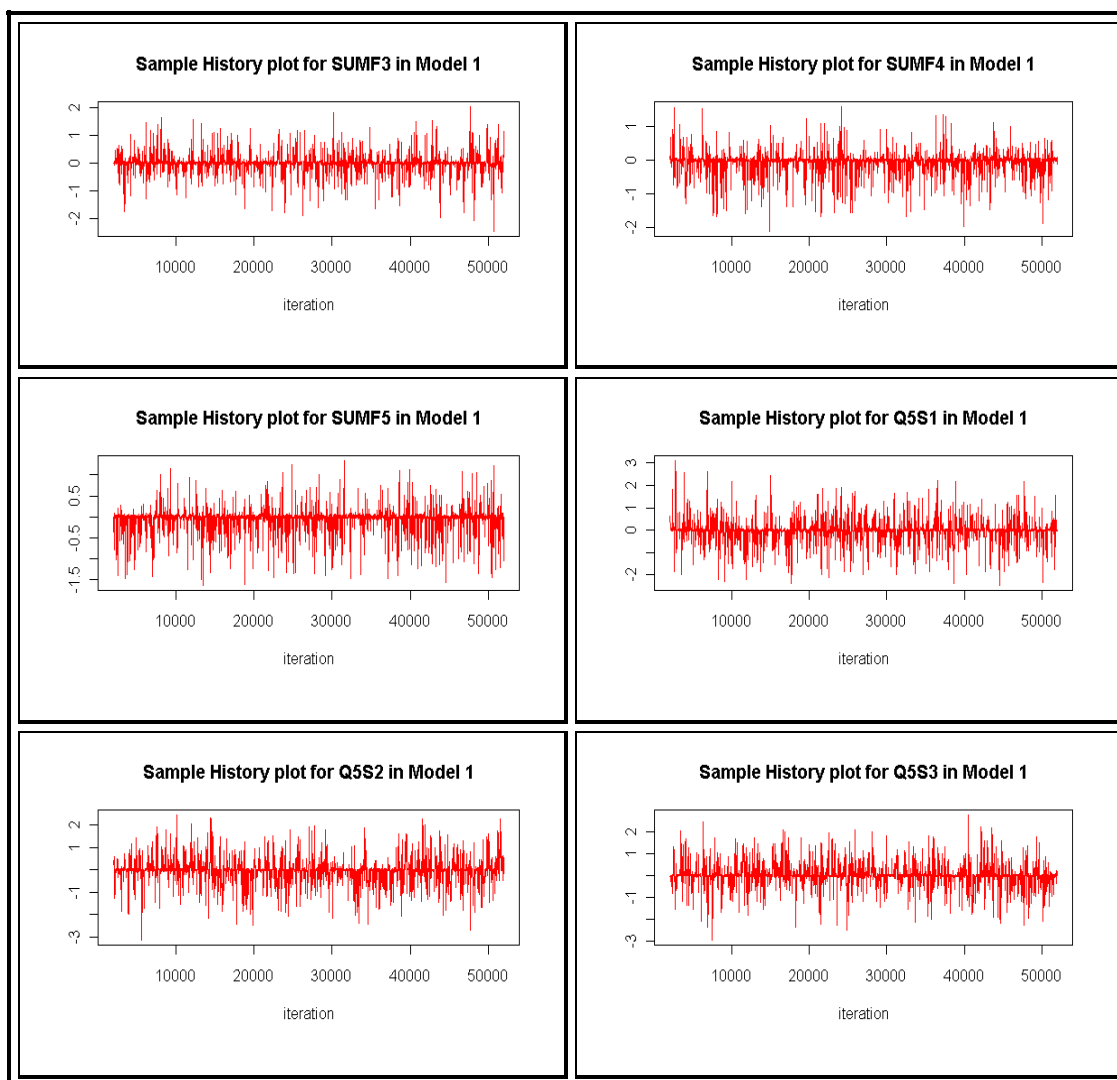 Sample History plot for SUMF3 in Model 1
2
1
0
-1
-2
10000 20000 30000 40000 50000
iteration
Sample History plot for SUMF4 in Model 1
1
0
-1
-2
10000 20000 30000 40000 50000
iteration
Sample History plot for SUMF5 in Model 1
0.5
-0.5
-1.5
10000 20000 30000 40000 50000
iteration
Sample History plot for Q5S1 in Model 1
3
2
1
0
-2
10000 20000 30000 40000 50000
iteration
Sample History plot for Q5S2 in Model 1
2
1
0
-1
-3
10000 20000 30000 40000 50000
iteration
Sample History plot for Q5S3 in Model 1
2
1
0
-1
-3
10000 20000 30000 40000 50000
iteration